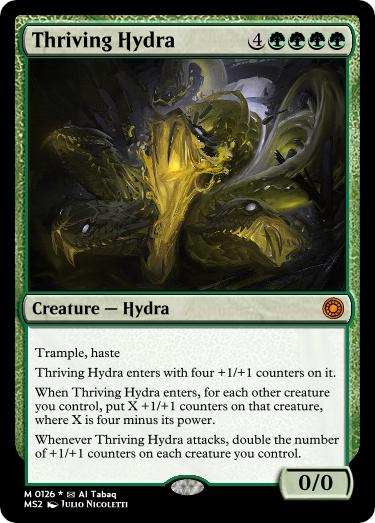 Thriving Hydra 4
Creature — Hydra
Trample, haste
Thriving Hydra enters with four +1/+1 counters on it.
When Thriving Hydra enters, for each other creature
you control, put X +1/+1 counters on that creature,
where X is four minus its power.
Whenever Thriving Hydra attacks, double the number
of +1/+1 counters on each creature you control.
0/0
M 0126 * ✉ Al Tabaq
MS2 Julio Nicoletti